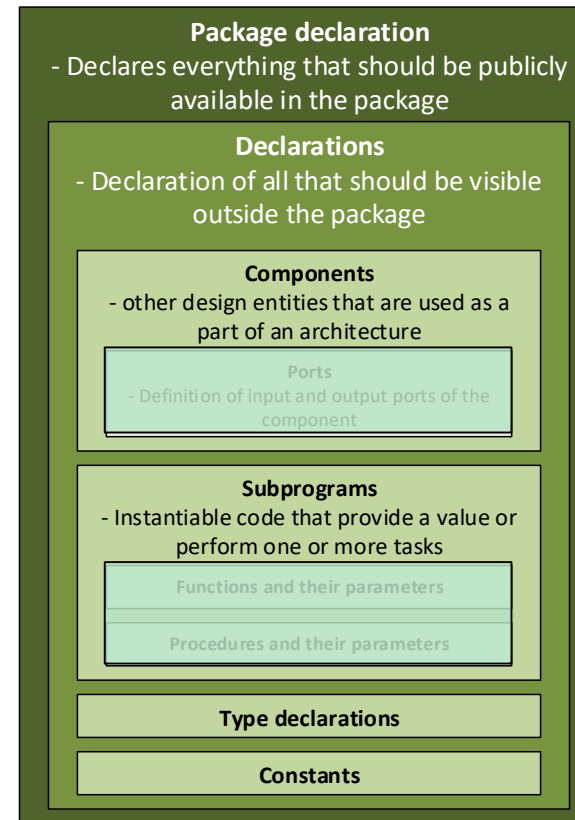 Package declaration
- Declares everything that should be publicly
available in the package
Declarations
- Declaration of all that should be visible
outside the package
Components
- other design entities that are used as a
part of an architecture
Ports
- Definition of input and output ports of the
component
Subprograms
- Instantiable code that provide a value or
perform one or more tasks
Functions and their parameters
Procedures and their parameters
Type declarations
Constants